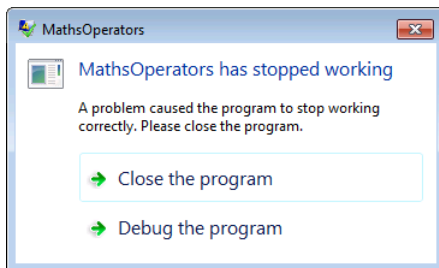 MathsOperators
MathsOperators has stopped working
A problem caused the program to stop working
correctly. Please close the program.
Close the program
Debug the program